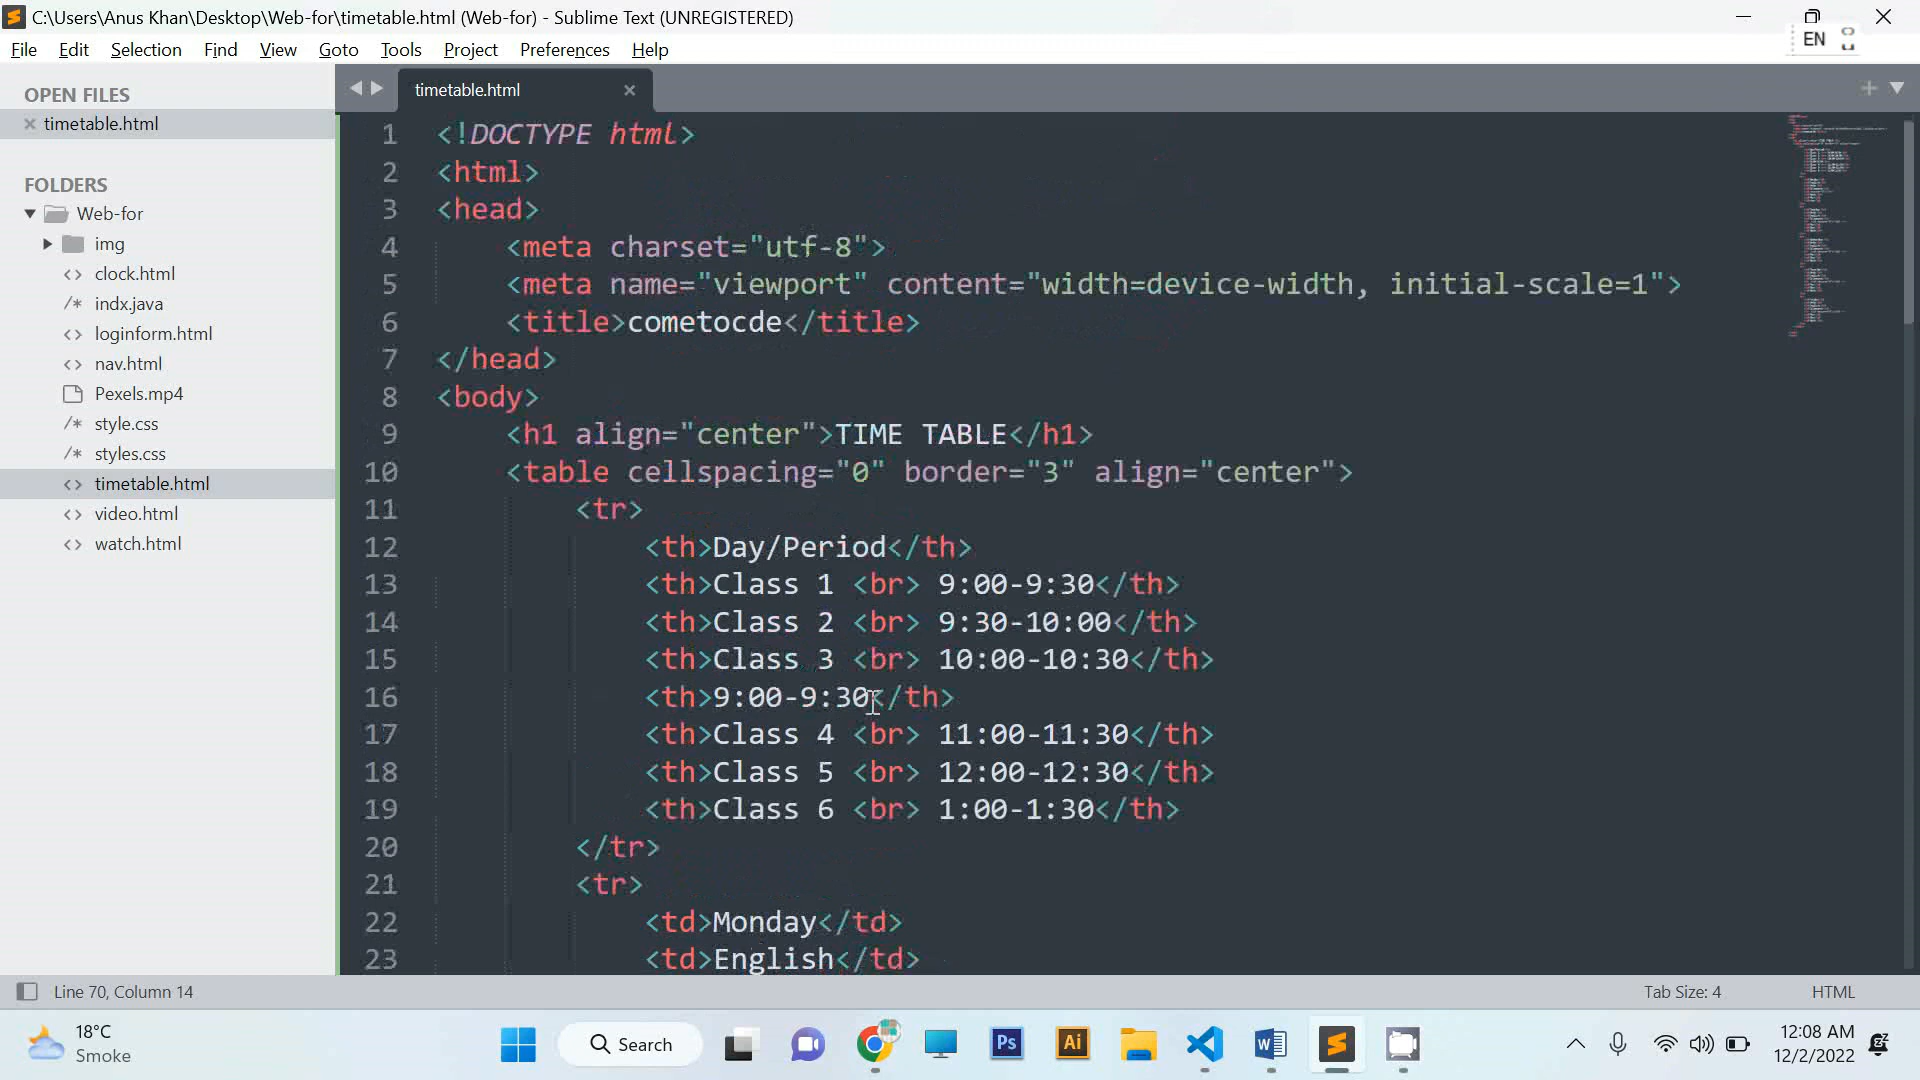 C:\Users\Anus Khan\Desktop\Web-for\timetable.html (Web-for) - Sublime Text (UNREGISTERED)
File Edit Selection Find View Goto Tools Project Preferences Help
EN
OPEN FILES
timetable.html
FOLDERS
Web-for
img
clock.html
/* indx.java
loginform.html
nav.html
Pexels.mp4
/* style.css
/* styles.css
timetable.html
video.html
watch.html
timetable.html
1 <!DOCTYPE html>
2 <html>
3 <head>
4 <meta charset="utf-8">
5 <meta name="viewport" content="width=device-width, initial-scale=1">
6 <title>cometocde</title>
7 </head>
8 <body>
9 <h1 align="center">TIME TABLE</h1>
10 <table cellspacing="0" border="3" align="center">
11 <tr>
12 <th>Day/Period</th>
13 <th>Class 1 <br> 9:00-9:30</th>
14 <th>Class 2 <br> 9:30-10:00</th>
15 <th>Class 3 <br> 10:00-10:30</th>
16 <th>9:00-9:30</th>
17 <th>Class 4 <br> 11:00-11:30</th>
18 <th>Class 5 <br> 12:00-12:30</th>
19 <th>Class 6 <br> 1:00-1:30</th>
20 </tr>
21 <tr>
22 <td>Monday</td>
23 <td>English</td>
Line 70, Column 14
Tab Size: 4
HTML
18°C
Smoke
Search
Ps
Ai
12:08 AM
12/2/2022